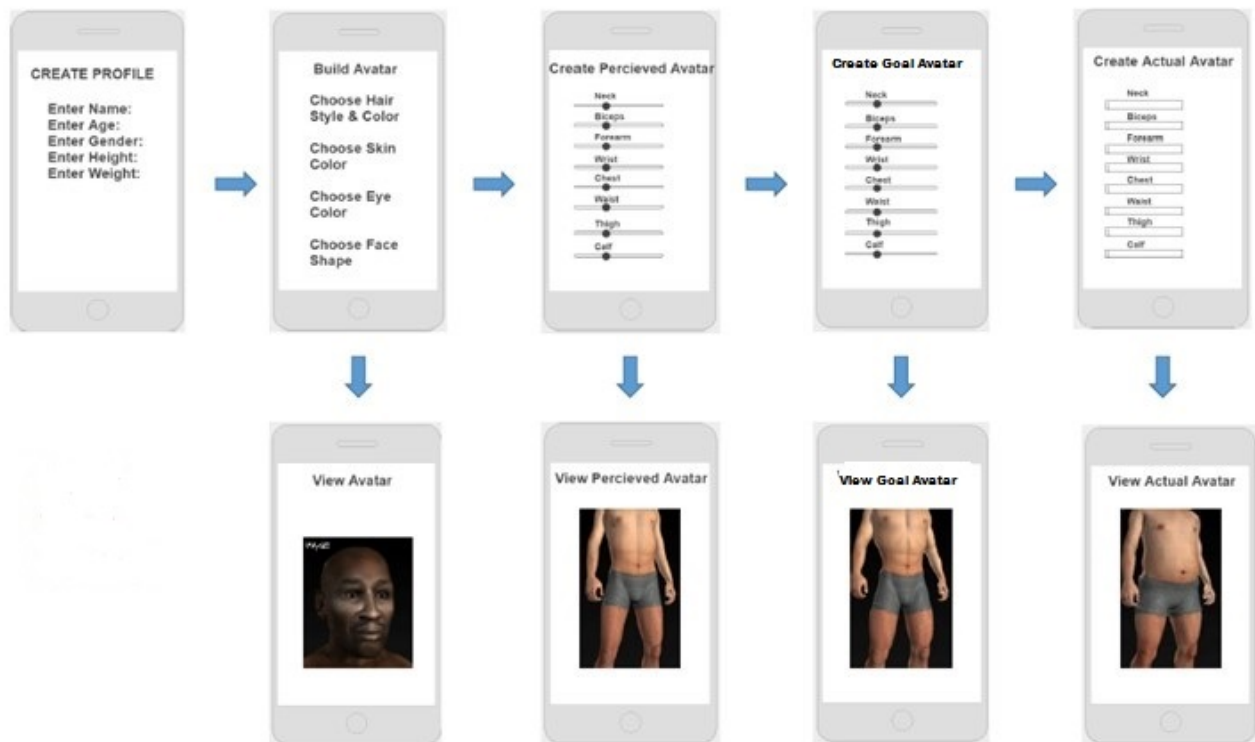 CREATE PROFILE
Enter Name:
Enter Age:
Enter Gender:
Enter Height:
Enter Weight:
Build Avatar
Choose Hair
Style & Color
Choose Skin
Color
Choose Eye
Color
Choose Face
Shape
Create Percieved Avatar
Neck
Biceps
Forearm
Wrist
Chest
Waist
Thigh
Calf
Create Goal Avatar
Neck
Biceps
Forearm
Wrist
Chest
Waist
Thigh
Calf
Create Actual Avatar
Neck
Biceps
Forearm
Wrist
Chest
Waist
Thigh
Calf
View Avatar
View Percieved Avatar
View Goal Avatar
View Actual Avatar